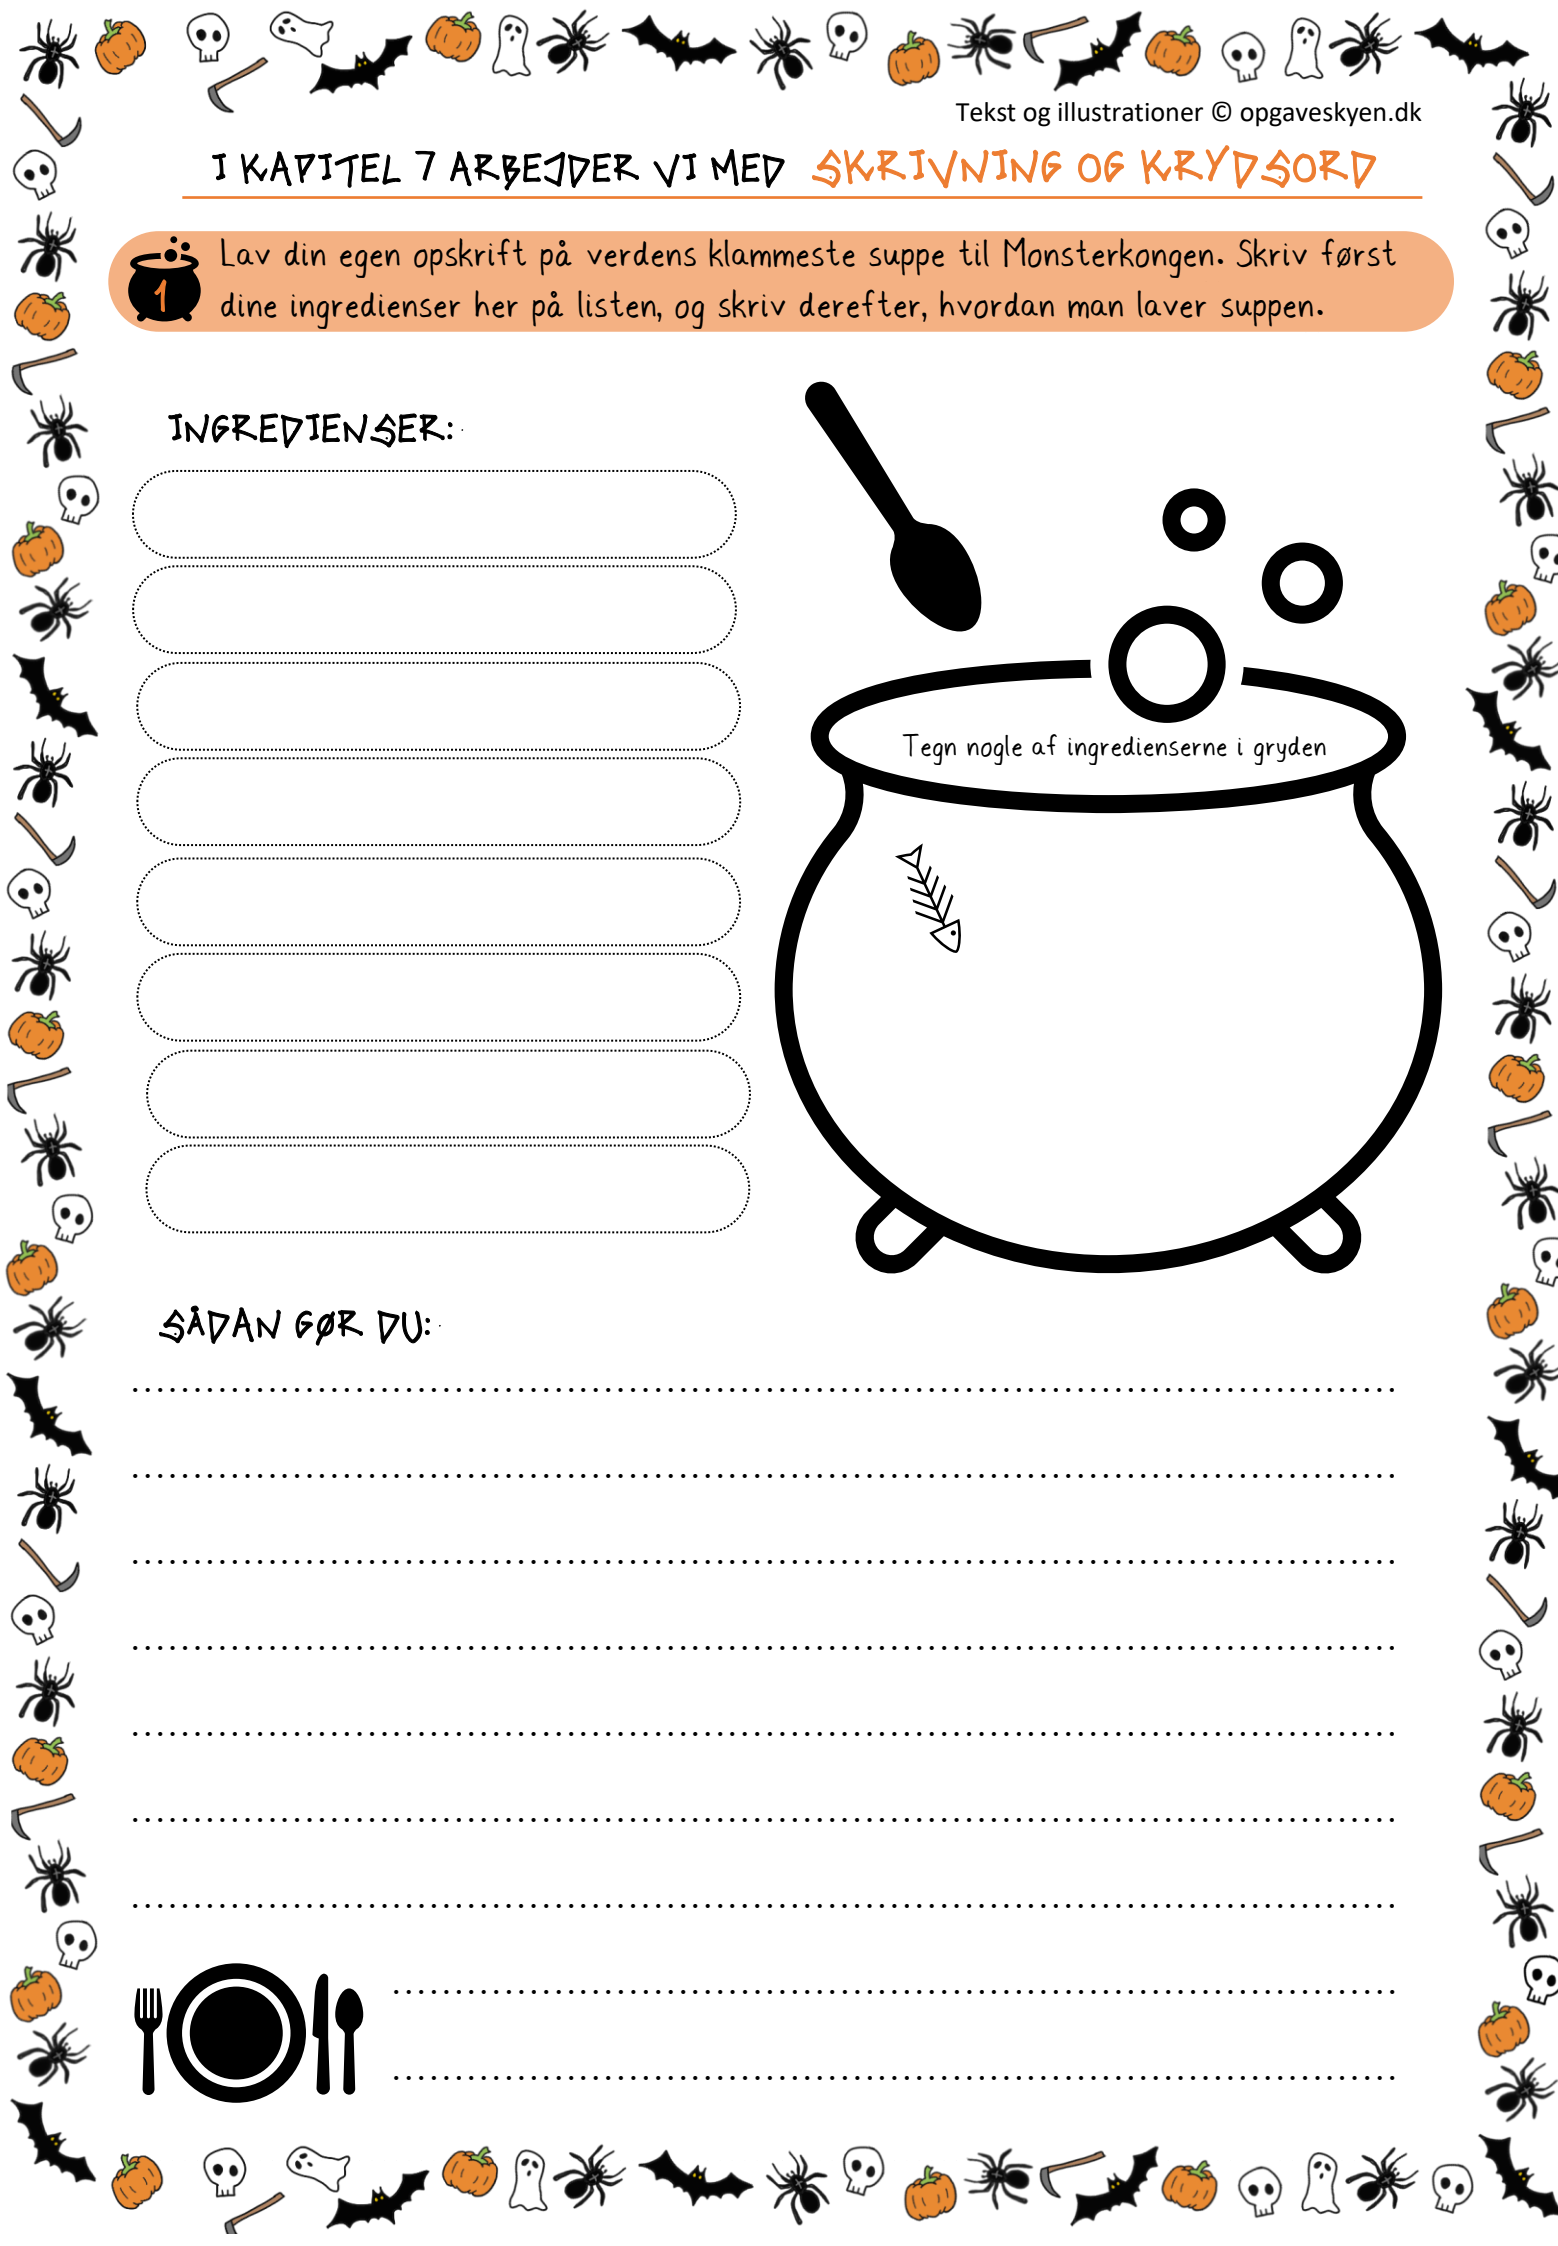 Tekst og illustrationer © opgaveskyen.dk
I KAPITEL 7 ARBEJDER VI MED SKRIVNING OG KRYDSORD
1
Lav din egen opskrift på verdens klammeste suppe til Monsterkongen. Skriv først
dine ingredienser her på listen, og skriv derefter, hvordan man laver suppen.
INGREDIENSER:
Tegn nogle af ingredienserne i gryden
SÅDAN GØR DU: